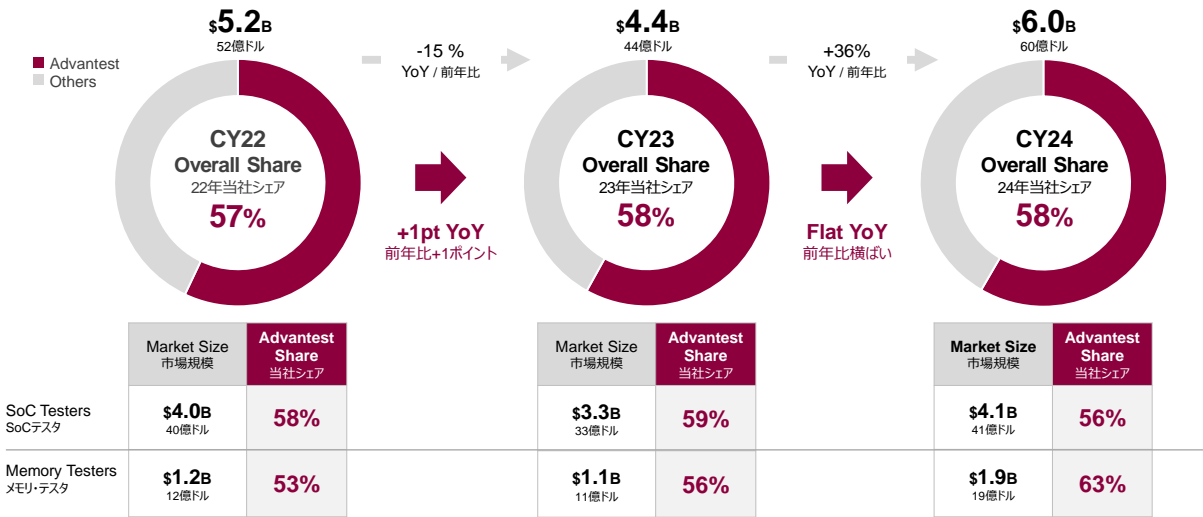 Advantest
Others
$5.2B
52億ドル
-15 %
YoY / 前年比
$4.4B
44億ドル
+36%
YoY / 前年比
$6.0B
60億ドル
CY22
Overall Share
22年当社シェア
57%
+1pt YoY
前年比+1ポイント
CY23
Overall Share
23年当社シェア
58%
Flat YoY
前年比横ばい
CY24
Overall Share
24年当社シェア
58%
Market Size
市場規模
Advantest
Share
当社シェア
Market Size
市場規模
Advantest
Share
当社シェア
Market Size
市場規模
Advantest
Share
当社シェア
SoC Testers
SoCテスタ
$4.0B
40億ドル
58%
$3.3B
33億ドル
59%
$4.1B
41億ドル
56%
Memory Testers
メモリ・テスタ
$1.2B
12億ドル
53%
$1.1B
11億ドル
56%
$1.9B
19億ドル
63%